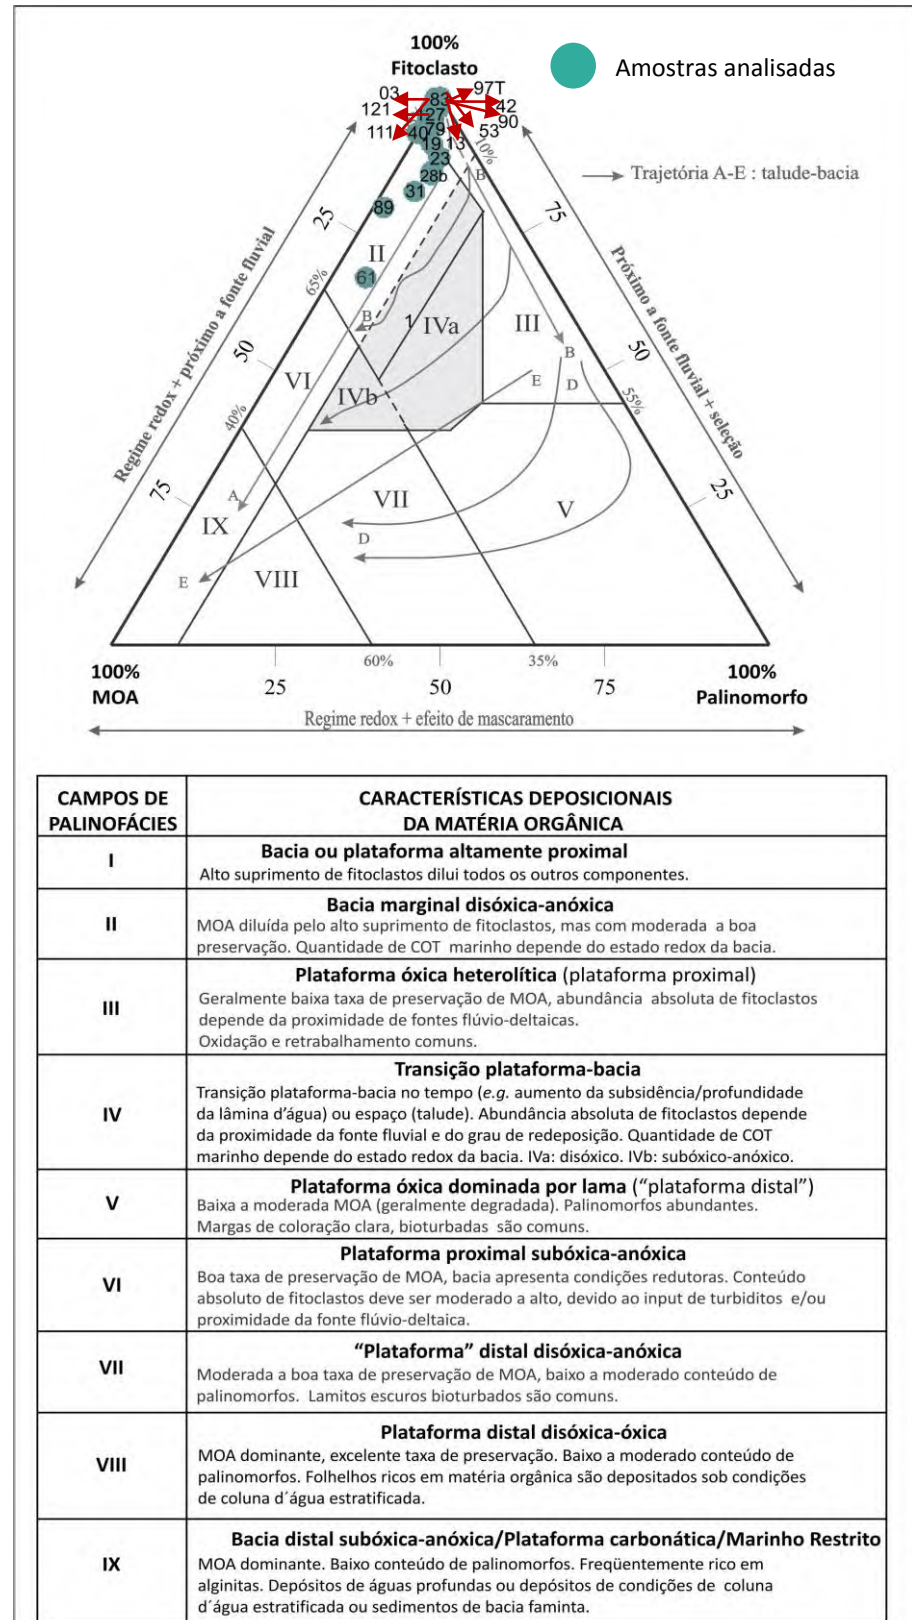 100%
Fitoclasto
Amostras analisadas
03
83
97T
121
127
42
111
40
79
90
19
13
53
10%
23
28b
B
Trajetória A-E : talude-bacia
31
89
25
75
II
61
65%
B
1
IVa
III
50
50
VI
B
E
D
IVb
55%
40%
Regime redox + próximo a fonte fluvial
Próximo a fonte fluvial + seleção
75
25
A
IX
VII
V
D
E
VIII
100%
MOA
60%
35%
100%
Palinomorfo
25
50
75
Regime redox + efeito de mascaramento
CAMPOS DE
PALINOFÁCIES
CARACTERÍSTICAS DEPOSICIONAIS
DA MATÉRIA ORGÂNICA
I
Bacia ou plataforma altamente proximal
Alto suprimento de fitoclastos dilui todos os outros componentes.
II
Bacia marginal disóxica-anóxica
MOA diluída pelo alto suprimento de fitoclastos, mas com moderada a boa
preservação. Quantidade de COT marinho depende do estado redox da bacia.
III
Plataforma óxica heterolítica (plataforma proximal)
Geralmente baixa taxa de preservação de MOA, abundância absoluta de fitoclastos
depende da proximidade de fontes flúvio-deltaicas.
Oxidação e retrabalhamento comuns.
IV
Transição plataforma-bacia
Transição plataforma-bacia no tempo (e.g. aumento da subsidência/profundidade
da lâmina d'água) ou espaço (talude). Abundância absoluta de fitoclastos depende
da proximidade da fonte fluvial e do grau de redeposição. Quantidade de COT
marinho depende do estado redox da bacia. IVa: disóxico. IVb: subóxico-anóxico.
V
Plataforma óxica dominada por lama (“plataforma distal”)
Baixa a moderada MOA (geralmente degradada). Palinomorfos abundantes.
Margas de coloração clara, bioturbadas são comuns.
VI
Plataforma proximal subóxica-anóxica
Boa taxa de preservação de MOA, bacia apresenta condições redutoras. Conteúdo
absoluto de fitoclastos deve ser moderado a alto, devido ao input de turbiditos e/ou
proximidade da fonte flúvio-deltaica.
VII
“Plataforma” distal disóxica-anóxica
Moderada a boa taxa de preservação de MOA, baixo a moderado conteúdo de
palinomorfos. Lamitos escuros bioturbados são comuns.
VIII
Plataforma distal disóxica-óxica
MOA dominante, excelente taxa de preservação. Baixo a moderado conteúdo de
palinomorfos. Folhelhos ricos em matéria orgânica são depositados sob condições
de coluna d´água estratificada.
IX
Bacia distal subóxica-anóxica/Plataforma carbonática/Marinho Restrito
MOA dominante. Baixo conteúdo de palinomorfos. Freqüentemente rico em
alginitas. Depósitos de águas profundas ou depósitos de condições de coluna
d´água estratificada ou sedimentos de bacia faminta.